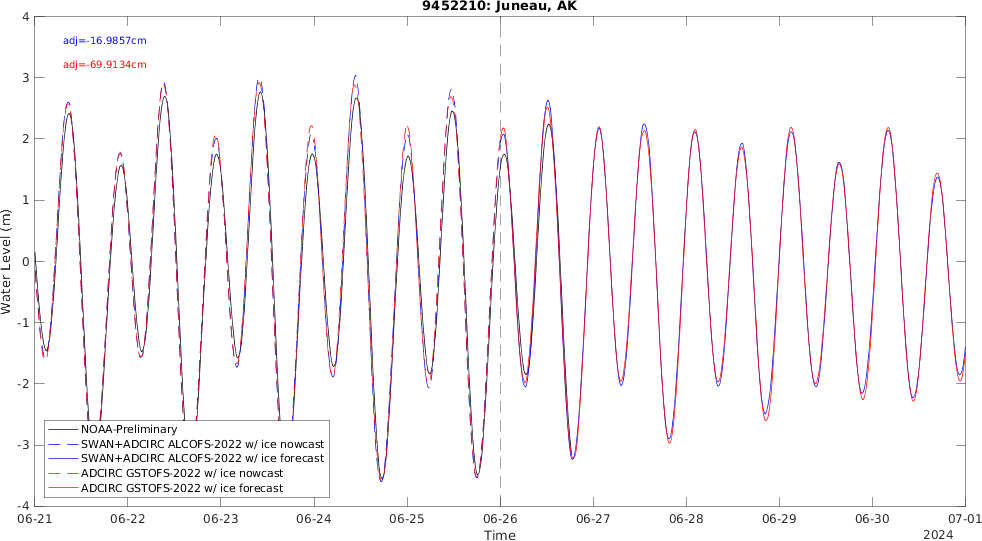 9452210: Juneau, AK
adj=-16.9857cm
adj=-69.9134cm
Water Level (m)
4
3
2
1
0
-1
-2
-3
-4
NOAA-Preliminary
SWAN+ADCIRC ALCOFS-2022 w/ ice nowcast
SWAN+ADCIRC ALCOFS-2022 w/ ice forecast
ADCIRC GSTOFS-2022 w/ ice nowcast
ADCIRC GSTOFS-2022 w/ ice forecast
06-21 06-22 06-23 06-24 06-25 06-26 06-27 06-28 06-29 06-30 07-01
Time
2024